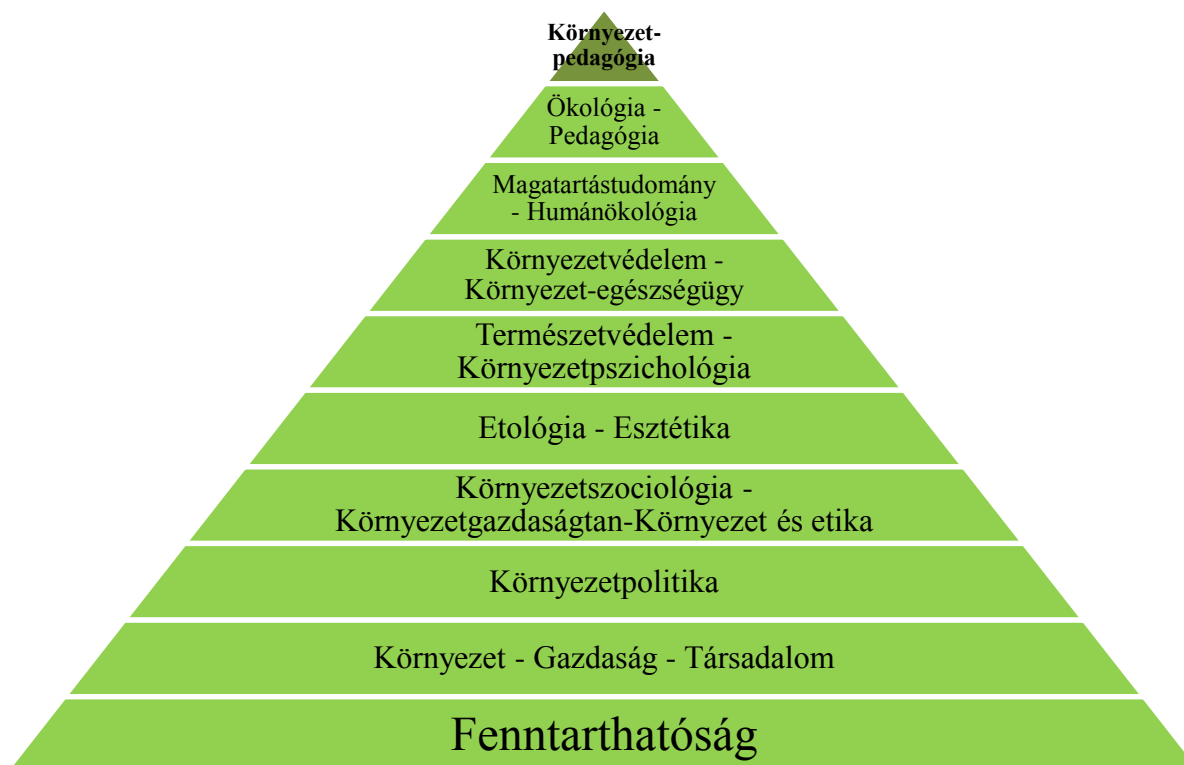 Környezet-
pedagógia
Ökológia -
Pedagógia
Magatartástudomány
- Humánökológia
Környezetvédelem -
Környezet-egészségügy
Természetvédelem -
Környezetpszichológia
Etológia - Esztétika
Környezetszociológia -
Környezetgazdaságtan-Környezet és etika
Környezetpolitika
Környezet - Gazdaság - Társadalom
Fenntarthatóság